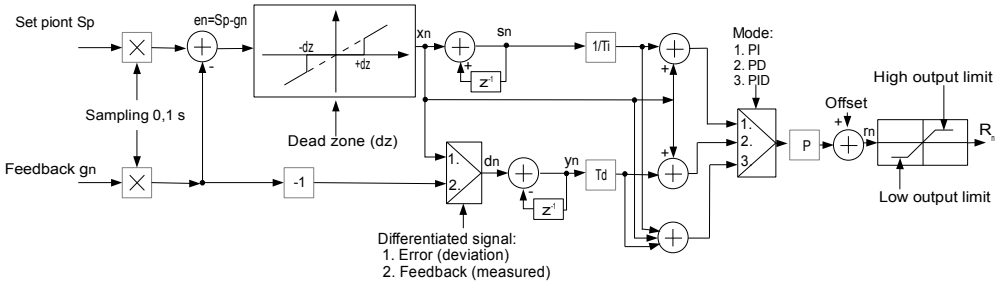 Set piont Sp
en=Sp-gn
-
-dz
+dz
Dead zone (dz)
xn
+
sn
+
z⁻¹
1/Ti
+
+
Mode:
1. PI
2. PD
3. PID
1.
2.
3
P
Offset
+
rn
High output limit
Rₙ
Low output limit
Sampling 0,1 s
Feedback gn
-1
1.
2.
dn
+
-
yn
z⁻¹
Td
+
+
+
Differentiated signal:
1. Error (deviation)
2. Feedback (measured)